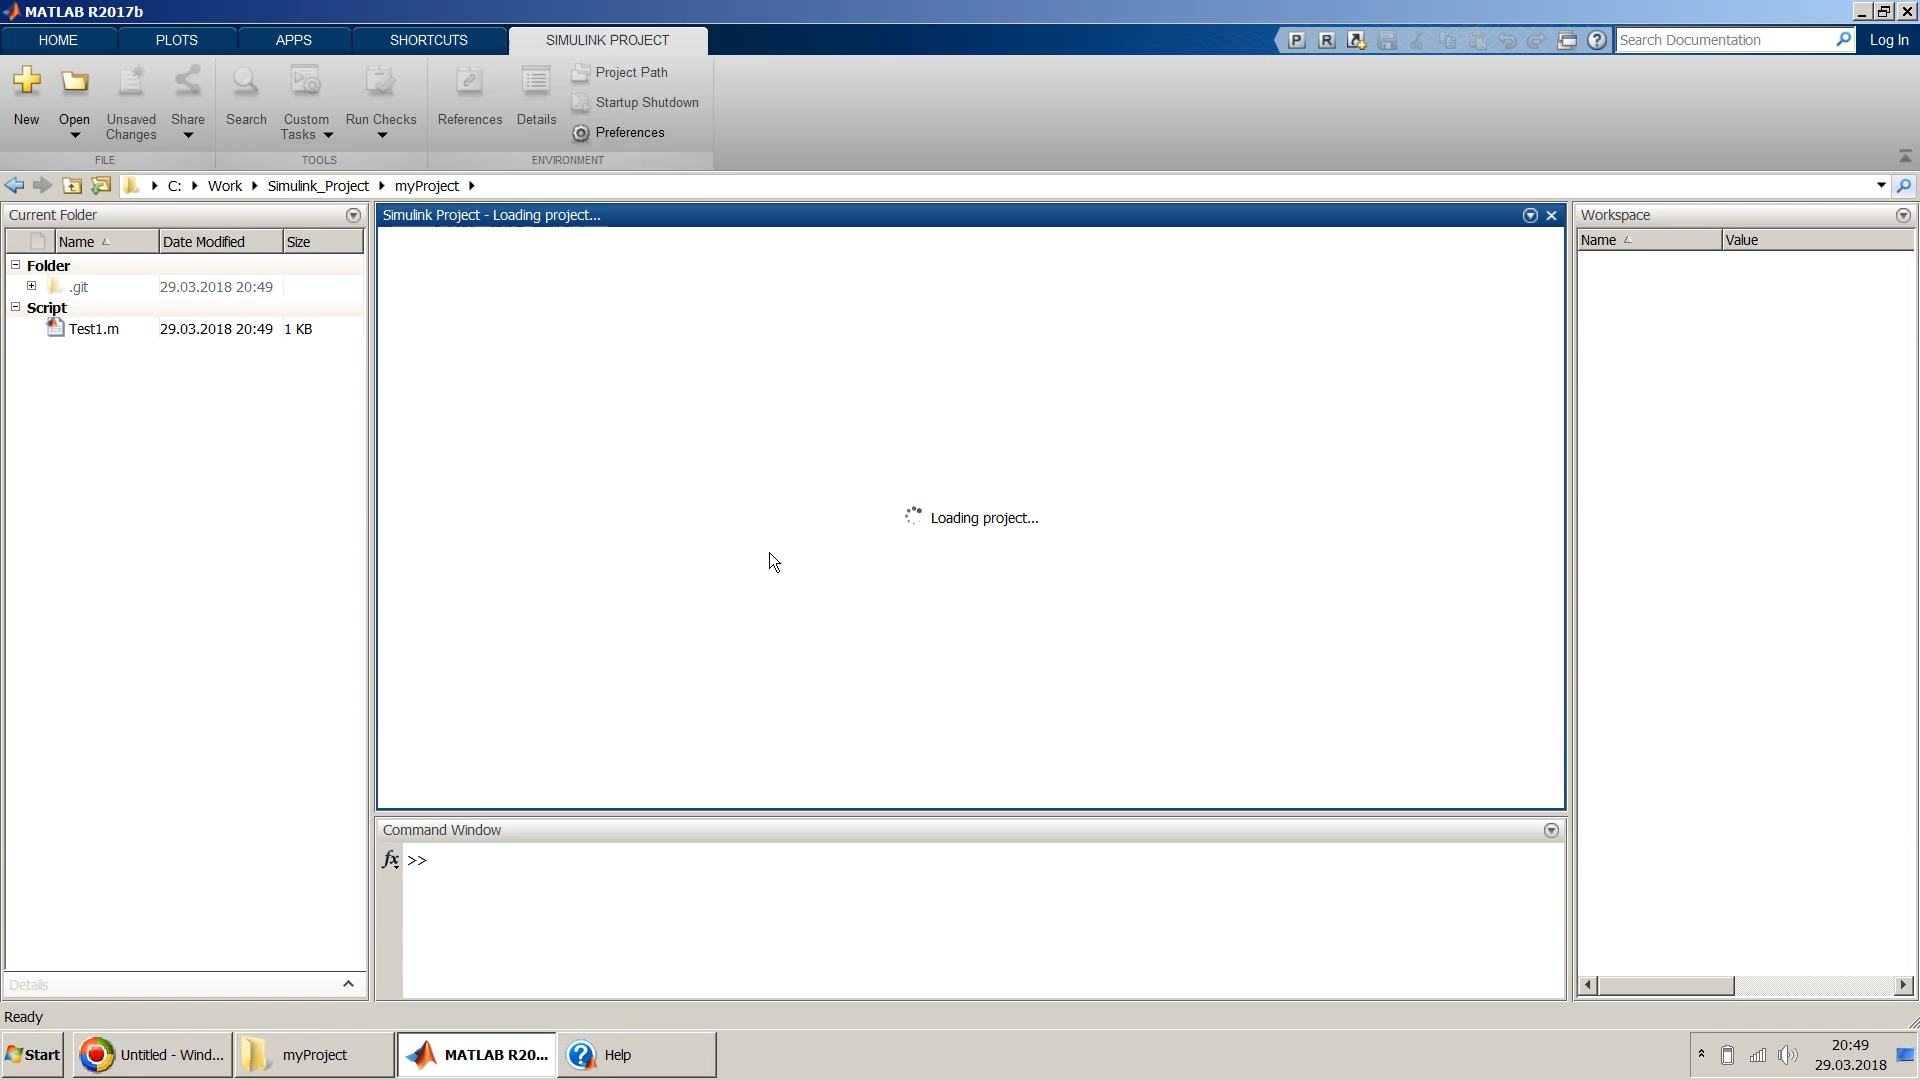 MATLAB R2017b
HOME
PLOTS
APPS
SHORTCUTS
SIMULINK PROJECT
P
R
Search Documentation
Log In
New
Open
Unsaved
Changes
Share
Search
Custom
Tasks
Run Checks
References
Details
Project Path
Startup Shutdown
Preferences
FILE
TOOLS
ENVIRONMENT
C:
Work
Simulink_Project
myProject
Current Folder
Name
Date Modified
Size
Folder
.git
29.03.2018 20:49
Script
Test1.m
29.03.2018 20:49
1 KB
Details
Simulink Project - Loading project...
Loading project...
Command Window
fx >>
Workspace
Name
Value
Ready
Start
Untitled - Wind...
myProject
MATLAB R20...
Help
20:49
29.03.2018